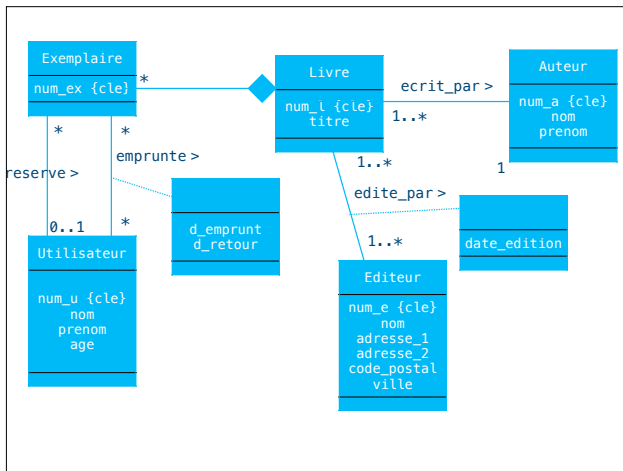 Exemplaire
num_ex {cle}
*
Livre
num_l {cle}
titre
ecrit_par >
1..*
Auteur
num_a {cle}
nom
prenom
1
*
*
reserve >
emprunte >
0..1
*
d_emprunt
d_retour
1..*
edite_par >
1..*
date_edition
Utilisateur
num_u {cle}
nom
prenom
age
Editeur
num_e {cle}
nom
adresse_1
adresse_2
code_postal
ville